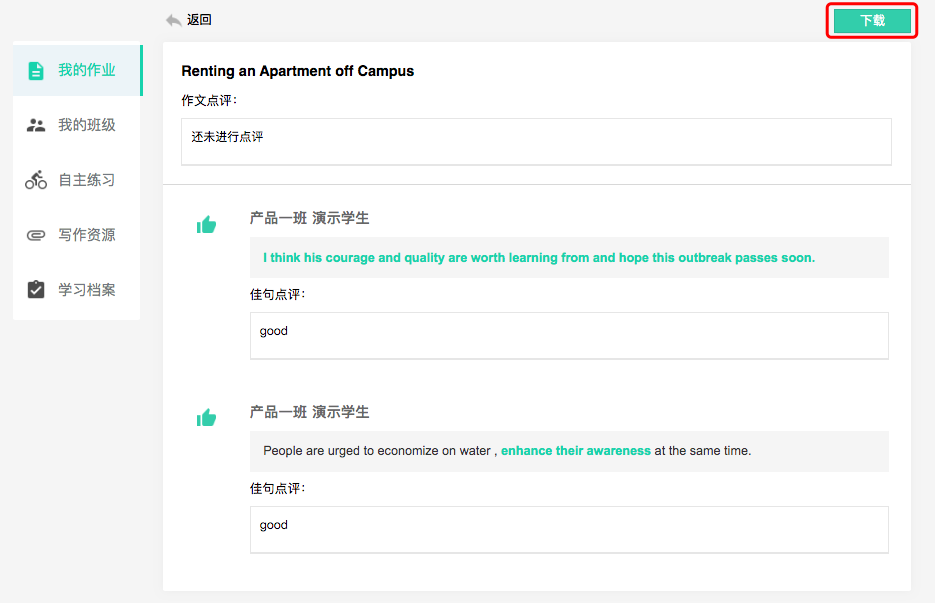 返回
下载
我的作业
我的班级
自主练习
写作资源
学习档案
Renting an Apartment off Campus
作文点评：
还未进行点评
产品一班 演示学生
I think his courage and quality are worth learning from and hope this outbreak passes soon.
佳句点评：
good
产品一班 演示学生
People are urged to economize on water , enhance their awareness at the same time.
佳句点评：
good